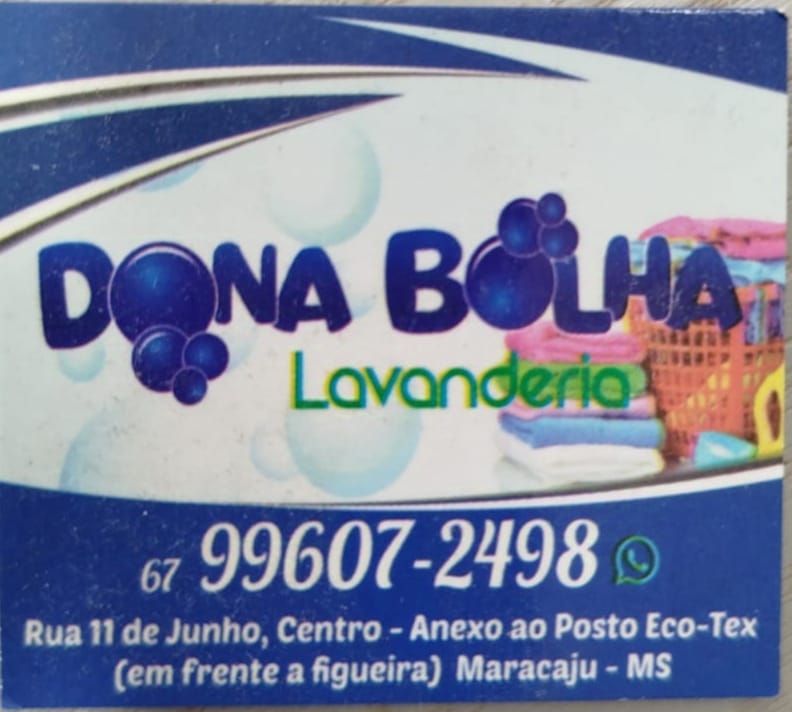 DONA BOLHA
Lavanderia
67 99607-2498
Rua 11 de Junho, Centro - Anexo ao Posto Eco-Tex
(em frente a figueira) Maracaju - MS